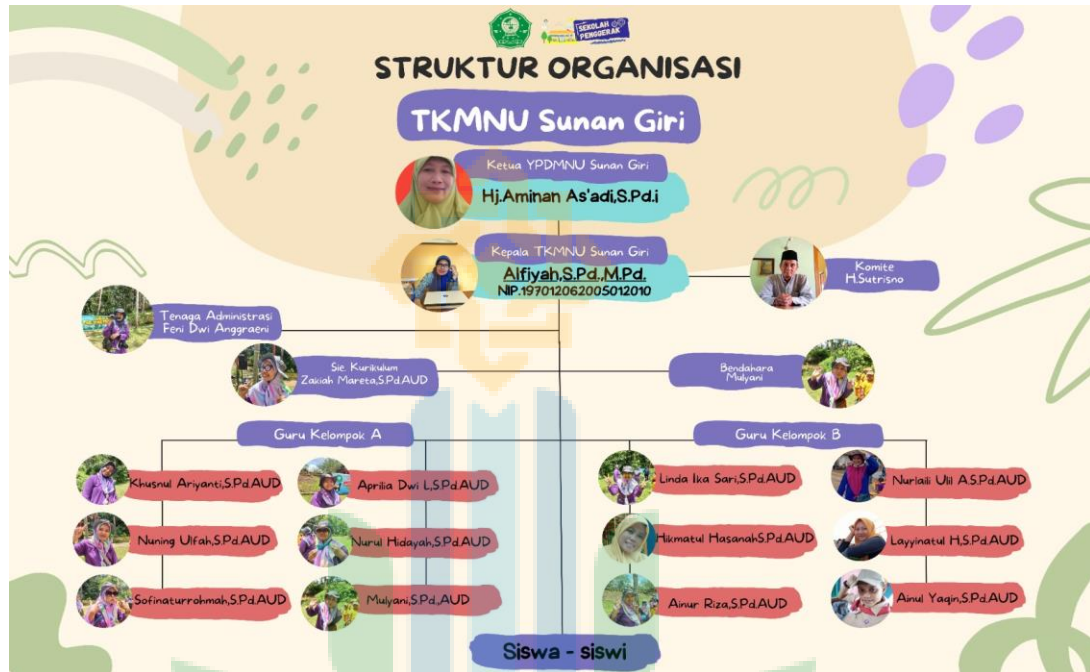 SEKOLAH
PENGGERAK
STRUKTUR ORGANISASI
TKMNU Sunan Giri
Ketua YPDMNU Sunan Giri
Hj.Aminan As'adi,S.Pd.i
Kepala TKMNU Sunan Giri
Alfiyah,S.Pd.,M.Pd.
NIP.197012062005012010
Komite
H.Sutrisno
Tenaga Administrasi
Feni Dwi Anggraeni
Sie. Kurikulum
Zakiah Mareta,S.Pd.AUD
Bendahara
Mulyani
Guru Kelompok A
Guru Kelompok B
Khusnul Ariyanti,S.Pd.AUD
Aprilia Dwi L,S.Pd.AUD
Linda Ika Sari,S.Pd.AUD
Nurlaili Ulil A.S.Pd.AUD
Nuning Ulfah,S.Pd.AUD
Nurul Hidayah,S.Pd.AUD
Hikmatul HasanahS.Pd.AUD
Layyinatul H,S.Pd.AUD
Sofinaturrohmah,S.Pd.AUD
Mulyani,S.Pd.,AUD
Ainur Riza,S.Pd.AUD
Ainul Yaqin,S.Pd.AUD
Siswa - siswi